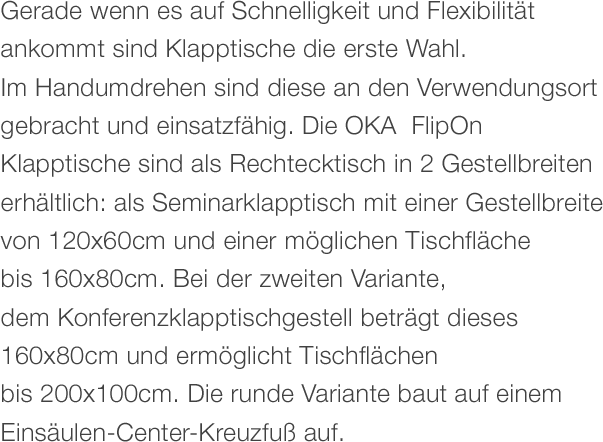 Gerade wenn es auf Schnelligkeit und Flexibilität
ankommt sind Klapptische die erste Wahl.
Im Handumdrehen sind diese an den Verwendungsort
gebracht und einsatzfähig. Die OKA  FlipOn
Klapptische sind als Rechtecktisch in 2 Gestellbreiten
erhältlich: als Seminarklapptisch mit einer Gestellbreite
von 120x60cm und einer möglichen Tischfläche
bis 160x80cm. Bei der zweiten Variante,
dem Konferenzklapptischgestell beträgt dieses
160x80cm und ermöglicht Tischflächen
bis 200x100cm. Die runde Variante baut auf einem
Einsäulen-Center-Kreuzfuß auf.